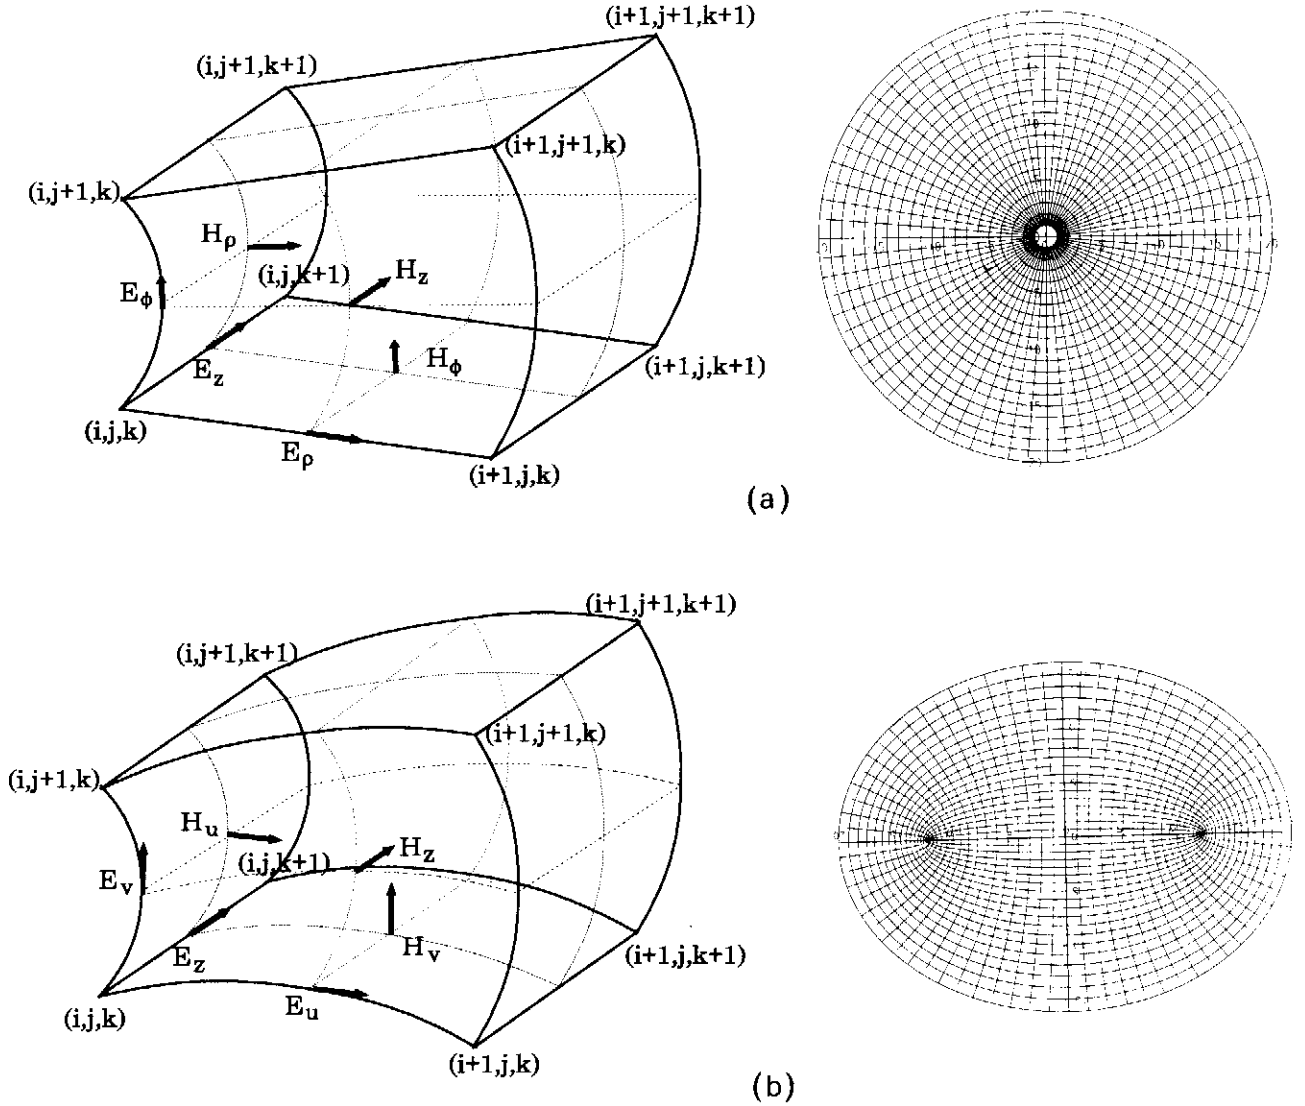 (i+1,j+1,k+1)
(i,j+1,k+1)
(i+1,j+1,k)
(i,j+1,k)
Hρ
(i,j,k+1)
Hz
Eφ
Hφ
Ez
(i+1,j,k+1)
(i,j,k)
Eρ
(i+1,j,k)
(a)
(i+1,j+1,k+1)
(i,j+1,k+1)
(i+1,j+1,k)
(i,j+1,k)
Hu
(i,j,k+1)
Hz
Ev
Ez
Hv
(i+1,j,k+1)
(i,j,k)
Eu
(i+1,j,k)
(b)